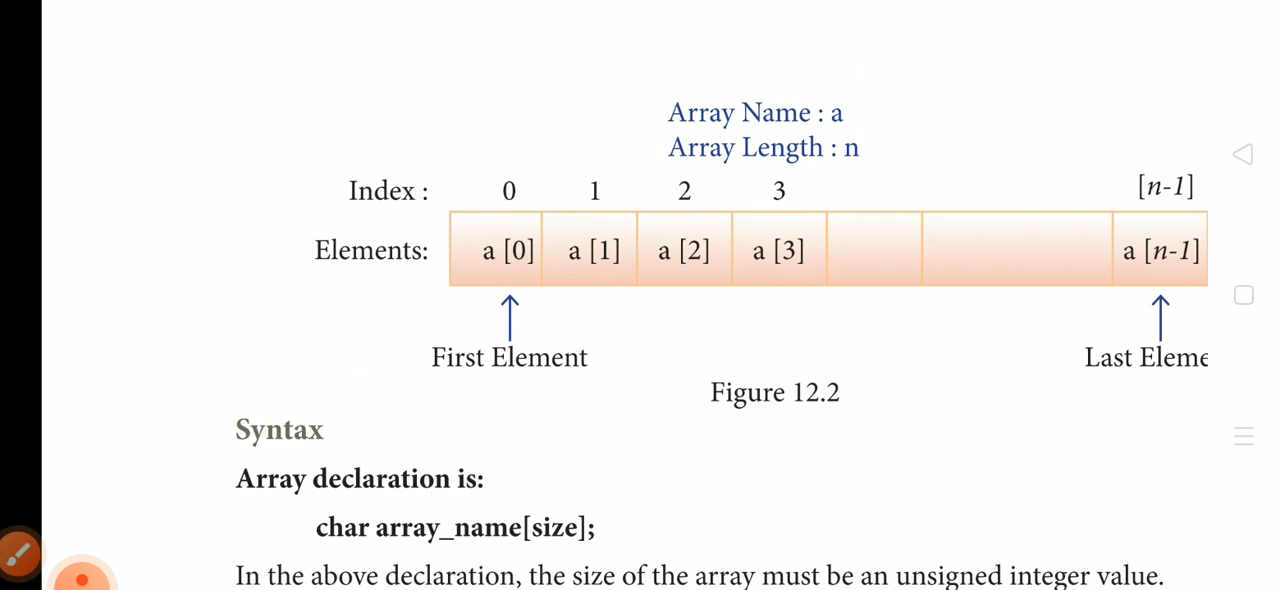 Array Name : a
Array Length : n
Index : 0 1 2 3 [n-1]
Elements: a [0] a [1] a [2] a [3] a [n-1]
First Element Last Eleme
Figure 12.2
Syntax
Array declaration is:
char array_name[size];
In the above declaration, the size of the array must be an unsigned integer value.